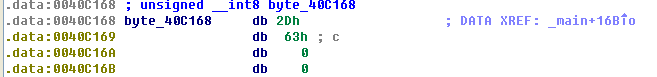 .data:0040C168 ; unsigned __int8 byte_40C168
.data:0040C168 byte_40C168 db 2Dh ; DATA XREF: _main+16B↑o
.data:0040C169 db 63h ; c
.data:0040C16A db 0
.data:0040C16B db 0